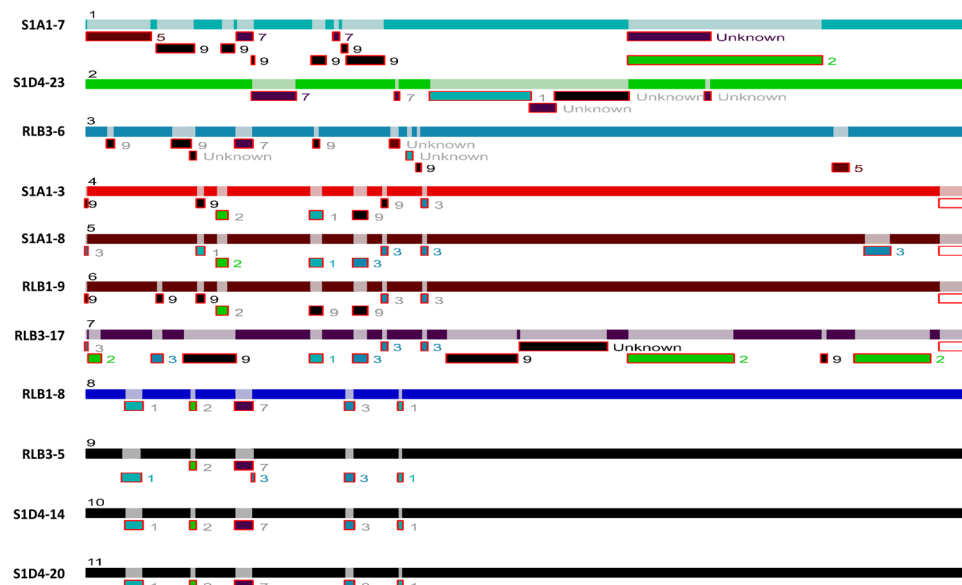 1
S1A1-7
5 7 7 Unknown
9 9 9
9 9 9 2
2
S1D4-23
7 7 1 Unknown Unknown
Unknown
3
RLB3-6
9 9 7 9 Unknown
Unknown Unknown
9 5
4
S1A1-3
9 9 9 3
2 1 9
5
S1A1-8
3 1 3 3 3
2 1 3
6
RLB1-9
9 9 9 3 3
2 9 9
7
RLB3-17
3 3 3 Unknown
2 3 9 1 3 9 2 9 2
8
RLB1-8
1 2 7 3 1
9
RLB3-5
2 7
1 3 3 1
10
S1D4-14
1 2 7 3 1
11
S1D4-20
1 2 7 3 1